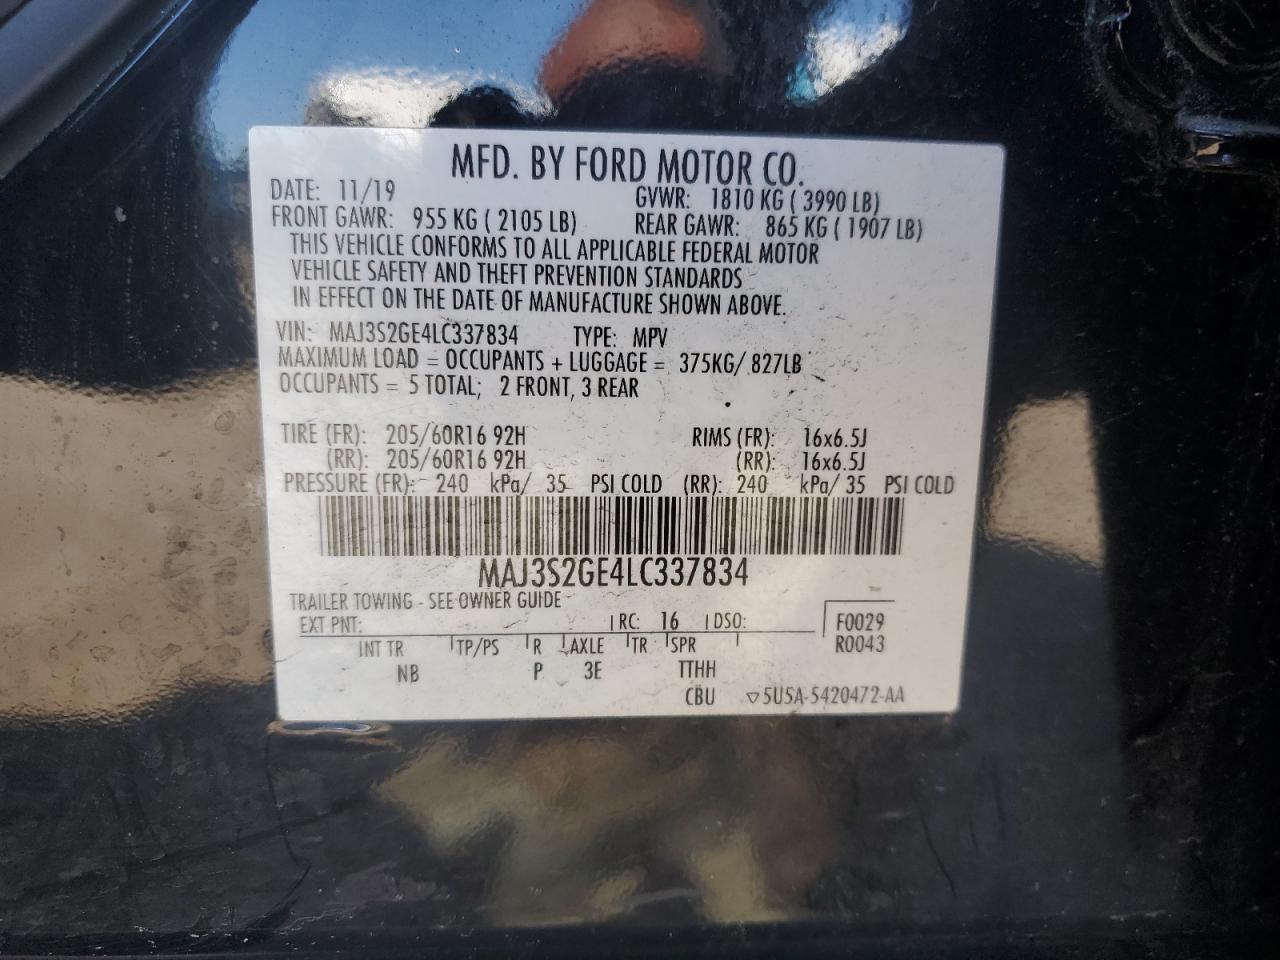 MFD. BY FORD MOTOR CO.
DATE: 11/19 GVWR: 1810 KG ( 3990 LB)
FRONT GAWR: 955 KG ( 2105 LB) REAR GAWR: 865 KG ( 1907 LB)
THIS VEHICLE CONFORMS TO ALL APPLICABLE FEDERAL MOTOR
VEHICLE SAFETY AND THEFT PREVENTION STANDARDS
IN EFFECT ON THE DATE OF MANUFACTURE SHOWN ABOVE.
VIN: MAJ3S2GE4LC337834 TYPE: MPV
MAXIMUM LOAD = OCCUPANTS + LUGGAGE = 375KG/ 827LB
OCCUPANTS = 5 TOTAL; 2 FRONT, 3 REAR
TIRE (FR): 205/60R16 92H RIMS (FR): 16x6.5J
(RR): 205/60R16 92H (RR): 16x6.5J
PRESSURE (FR): 240 kPa/ 35 PSI COLD (RR): 240 kPa/ 35 PSI COLD
MAJ3S2GE4LC337834
TRAILER TOWING - SEE OWNER GUIDE
EXT PNT: RC: 16 DSO: F0029
INT TR TP/PS R AXLE TR SPR R0043
NB P 3E TTHH
CBU ▽5U5A-5420472-AA